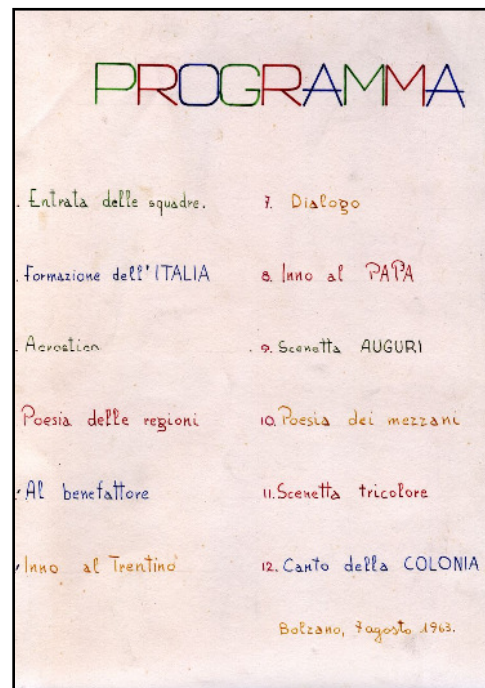 PROGRAMMA
. Entrata delle squadre.
. Formazione dell'ITALIA
. Acrostico
Poesia delle regioni
Al benefattore
Inno al Trentino
7. Dialogo
8. Inno al PAPA
9. Scenetta AUGURI
10. Poesia dei mezzani
11. Scenetta tricolore
12. Canto della COLONIA
Bolzano, 7 agosto 1963.